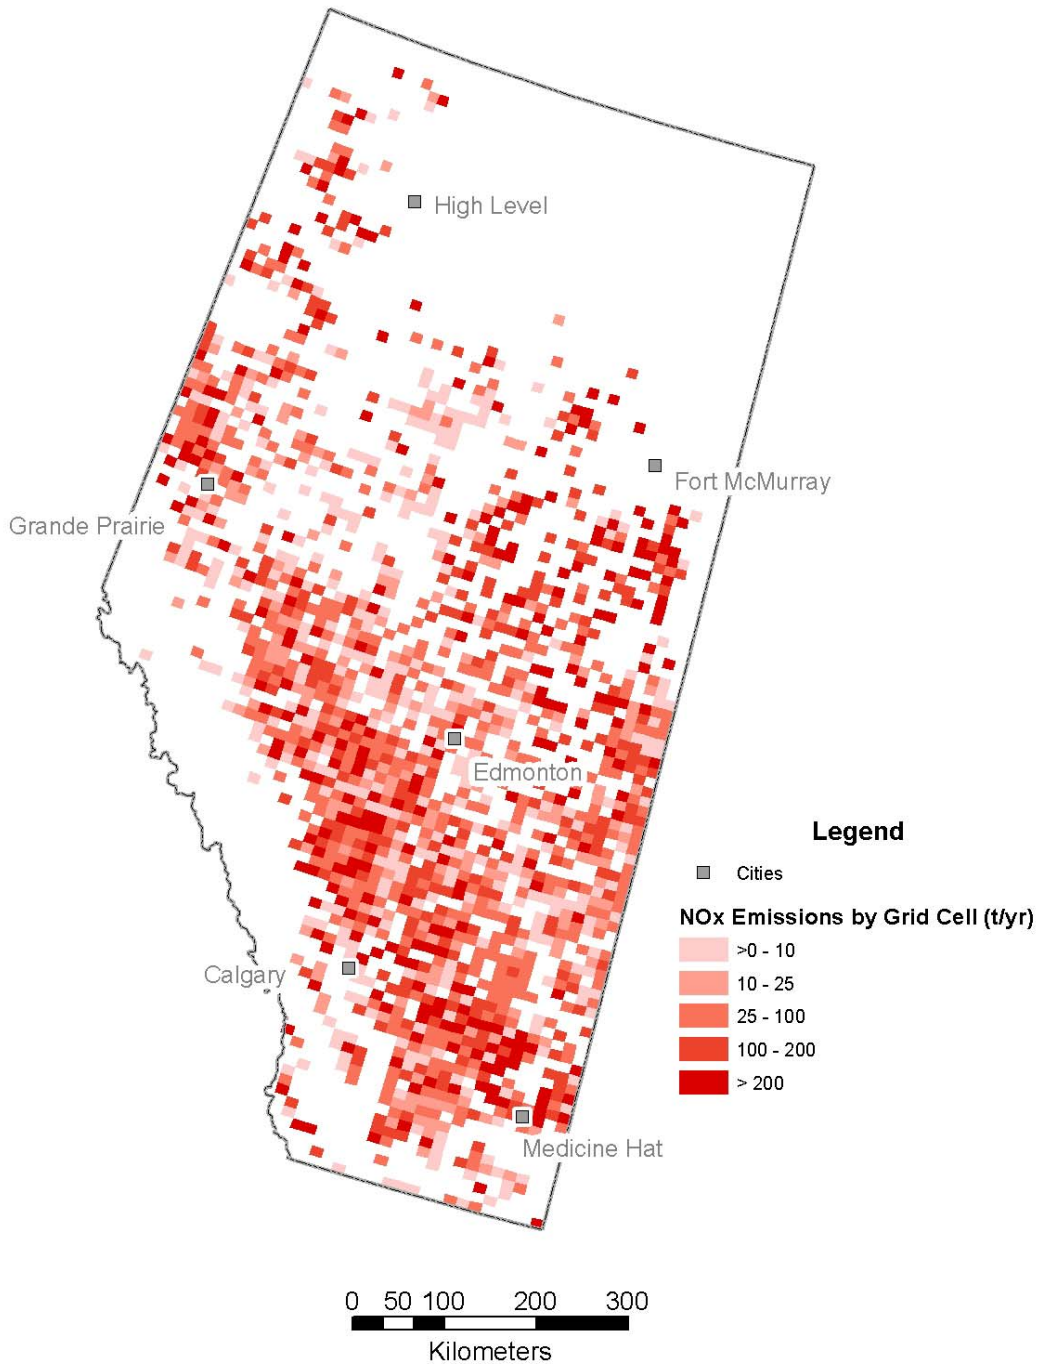 High Level
Fort McMurray
Grande Prairie
Edmonton
Legend
Cities
NOx Emissions by Grid Cell (t/yr)
>0 - 10
10 - 25
25 - 100
100 - 200
> 200
Calgary
Medicine Hat
0 50 100 200 300
Kilometers